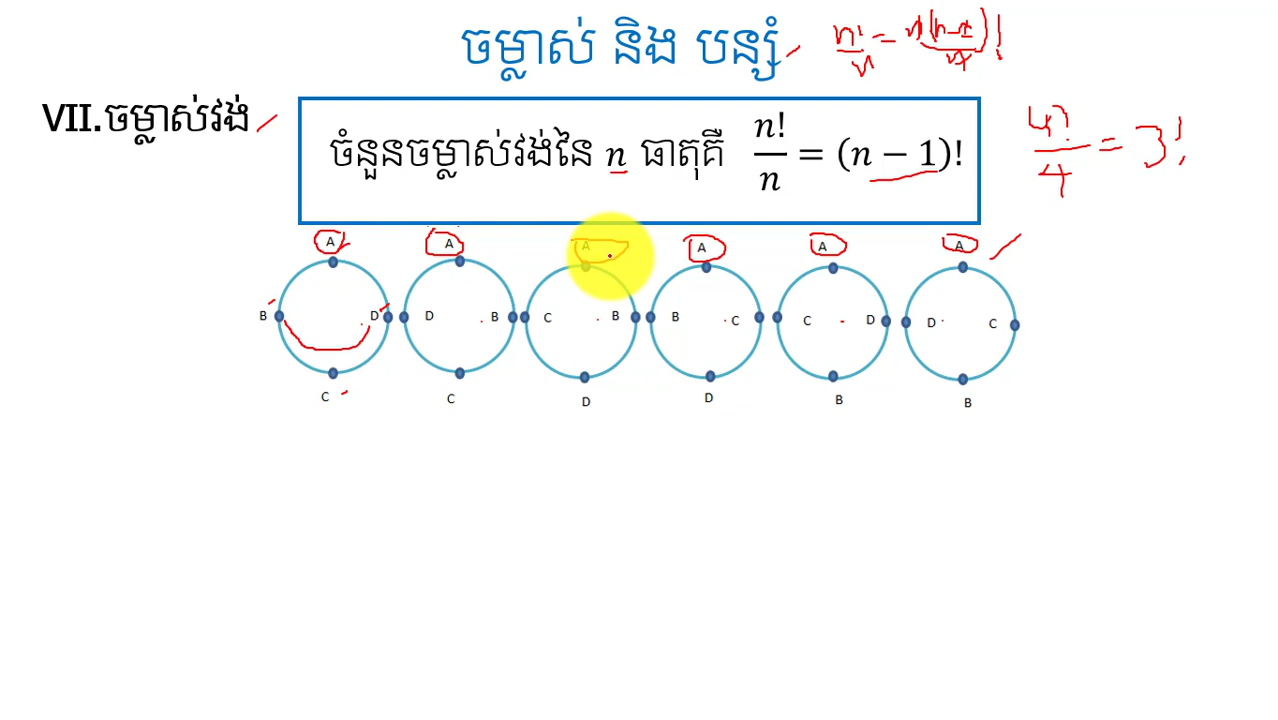 ចម្លាស់ និង បន្សំ
n!/n = n(n-1)!/n
VII.ចម្លាស់វង់
ចំនួនចម្លាស់វង់នៃ n ធាតុគឺ n!/n = (n − 1)!
4!/4 = 3!
A A A A A A
B D D B C B B C C D D C
C C D D B B